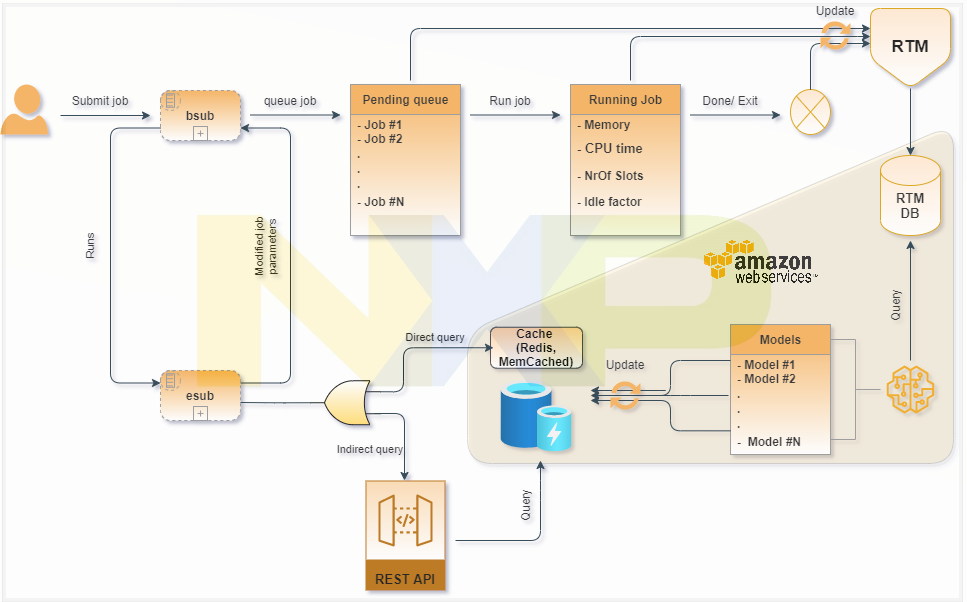 Update
RTM
Submit job
bsub
queue job
Pending queue
- Job #1
- Job #2
.
.
.
- Job #N
Run job
Running Job
- Memory
- CPU time
- NrOf Slots
- Idle factor
Done/ Exit
RTM
DB
Runs
Modified job
parameters
NXP
amazon
webservices™
Query
Direct query
Cache
(Redis,
MemCached)
Update
Models
- Model #1
- Model #2
.
.
.
- Model #N
esub
Indirect query
Query
</>
REST API